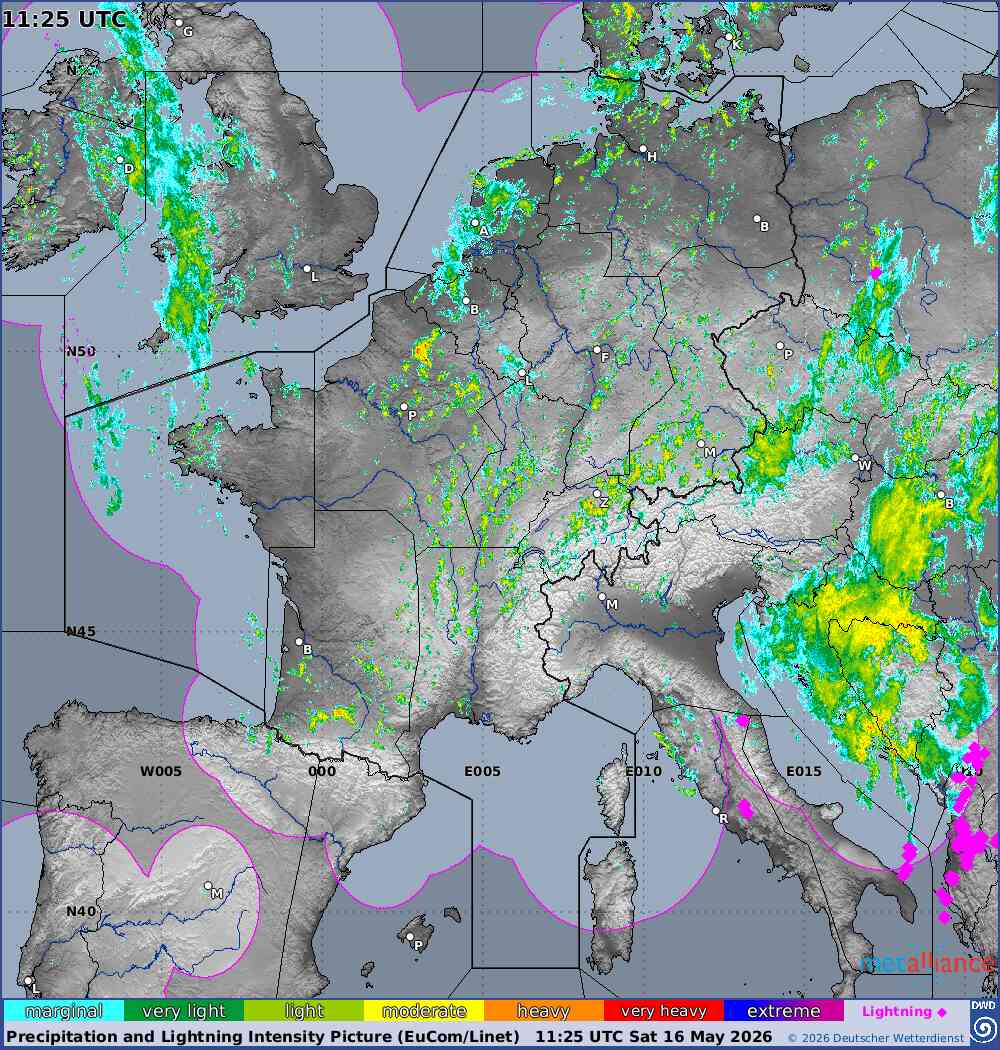 11:25 UTC
G
K
N
D
H
A
B
L
B
N50
P
F
L
P
M
W
Z
B
M
N45
B
W005
000
E005
E010
E015
R
M
N40
P
L
metalliance
marginal very light light moderate heavy very heavy extreme Lightning
DWD
Precipitation and Lightning Intensity Picture (EuCom/Linet) 11:25 UTC Sat 16 May 2026 © 2026 Deutscher Wetterdienst